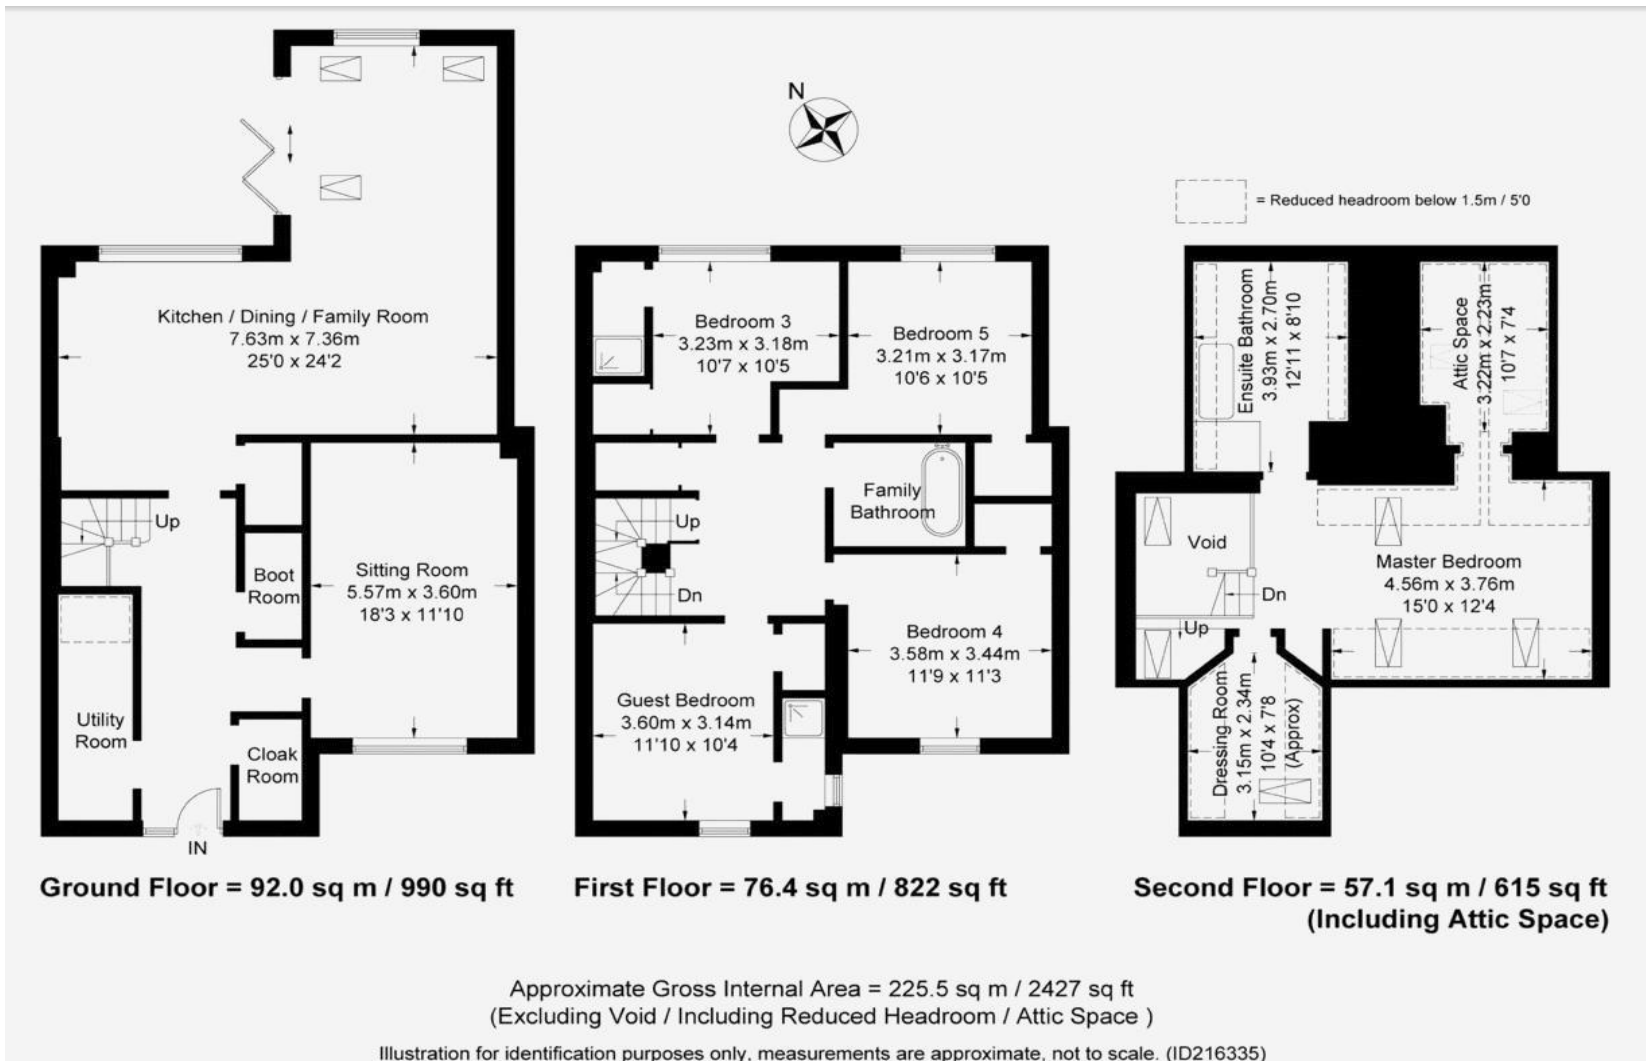 N
= Reduced headroom below 1.5m / 5'0
Kitchen / Dining / Family Room
7.63m x 7.36m
25'0 x 24'2
Up
Boot
Room
Sitting Room
5.57m x 3.60m
18'3 x 11'10
Utility
Room
Cloak
Room
IN
Ground Floor = 92.0 sq m / 990 sq ft
Bedroom 3
3.23m x 3.18m
10'7 x 10'5
Bedroom 5
3.21m x 3.17m
10'6 x 10'5
Family
Bathroom
Up
Dn
Bedroom 4
3.58m x 3.44m
11'9 x 11'3
Guest Bedroom
3.60m x 3.14m
11'10 x 10'4
First Floor = 76.4 sq m / 822 sq ft
Ensuite Bathroom
3.93m x 2.70m
12'11 x 8'10
Attic Space
3.22m x 2.23m
10'7 x 7'4
Void
Dn
Up
Master Bedroom
4.56m x 3.76m
15'0 x 12'4
Dressing Room
3.15m x 2.34m
10'4 x 7'8
(Approx)
Second Floor = 57.1 sq m / 615 sq ft
(Including Attic Space)
Approximate Gross Internal Area = 225.5 sq m / 2427 sq ft
(Excluding Void / Including Reduced Headroom / Attic Space )
Illustration for identification purposes only, measurements are approximate, not to scale. (ID216335)